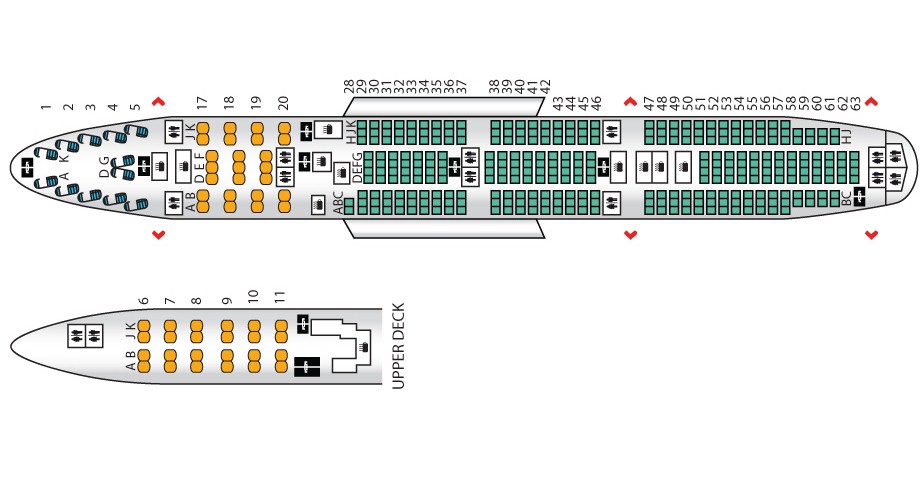 1 2 3 4 5 17 18 19 20 28 29 30 31 32 33 34 35 36 37 38 39 40 41 42 43 44 45 46 47 48 49 50 51 52 53 54 55 56 57 58 59 60 61 62 63
K J K H J K H J
A D G D E F D E F G
A B A B C B C
6 7 8 9 10 11
J K
A B
UPPER DECK